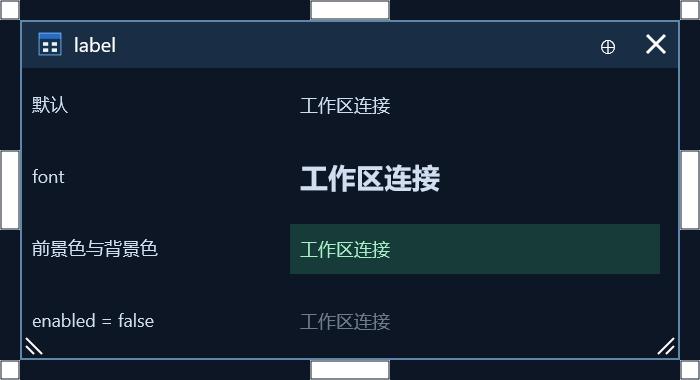 label
默认 工作区连接
font 工作区连接
前景色与背景色 工作区连接
enabled = false 工作区连接